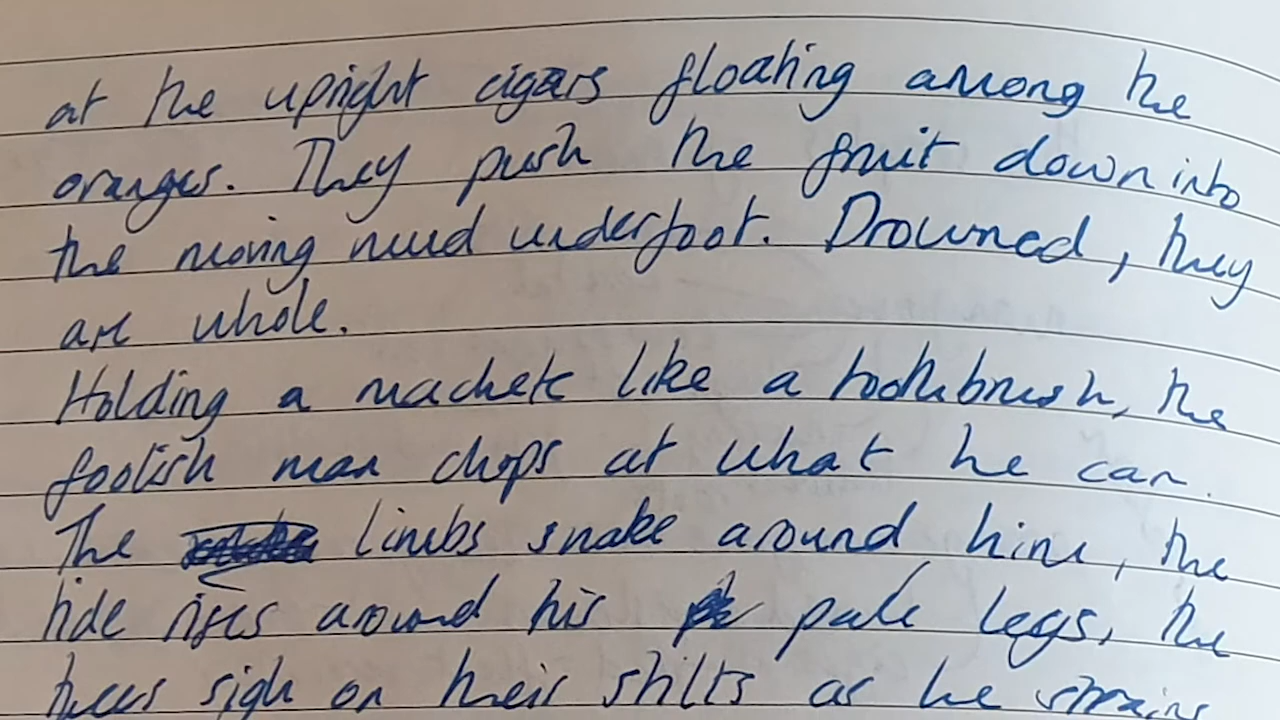 at the upright cigars floating among the
oranges. They push the fruit down into
the moving mud underfoot. Drowned, they
are whole.
Holding a machete like a toothbrush, the
foolish man chops at what he can.
The limbs snake around him, the
tide rises around his pale legs, the
trees sigh on their stilts as he strains